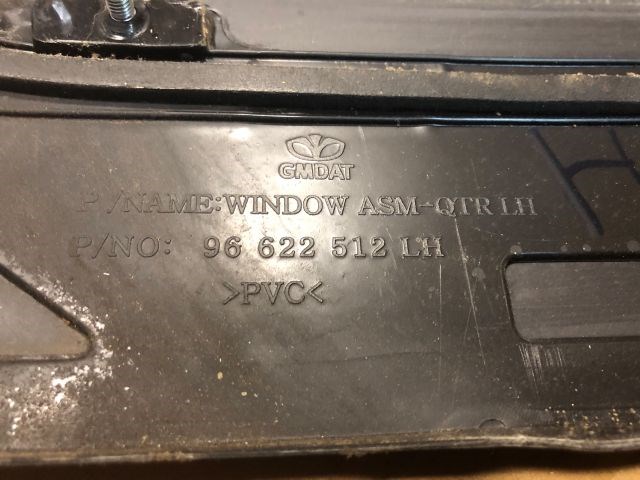 GMDAT
P/NAME: WINDOW ASM-QTR LH
P/NO: 96 622 512 LH
>PVC<
H